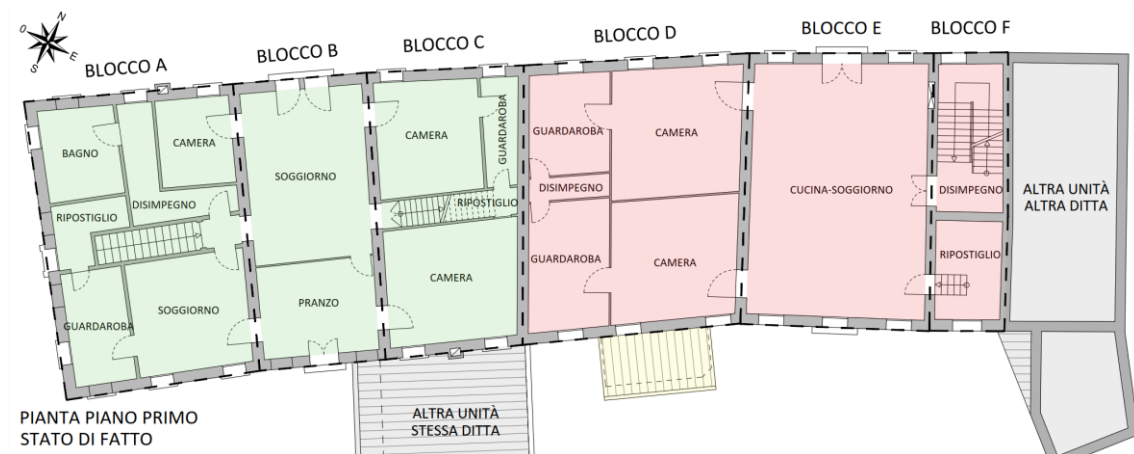 N
O
E
S
BLOCCO A
BLOCCO B
BLOCCO C
BLOCCO D
BLOCCO E
BLOCCO F
BAGNO
CAMERA
RIPOSTIGLIO
DISIMPEGNO
GUARDAROBA
SOGGIORNO
SOGGIORNO
PRANZO
CAMERA
GUARDAROBA
RIPOSTIGLIO
CAMERA
GUARDAROBA
CAMERA
DISIMPEGNO
GUARDAROBA
CAMERA
CUCINA-SOGGIORNO
DISIMPEGNO
RIPOSTIGLIO
ALTRA UNITÀ
ALTRA DITTA
ALTRA UNITÀ
STESSA DITTA
PIANTA PIANO PRIMO
STATO DI FATTO